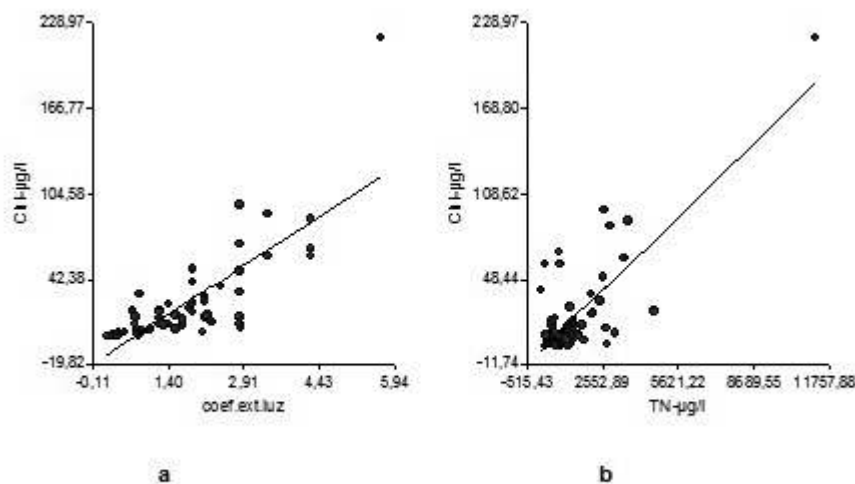 228,97
166,77
104,58
42,38
-19,82
Chl-µg/l
-0,11 1,40 2,91 4,43 5,94
coef.ext.luz
a
228,97
168,80
108,62
48,44
-11,74
Chl-µg/l
-515,43 2552,89 5621,22 8689,55 11757,88
TN-µg/l
b